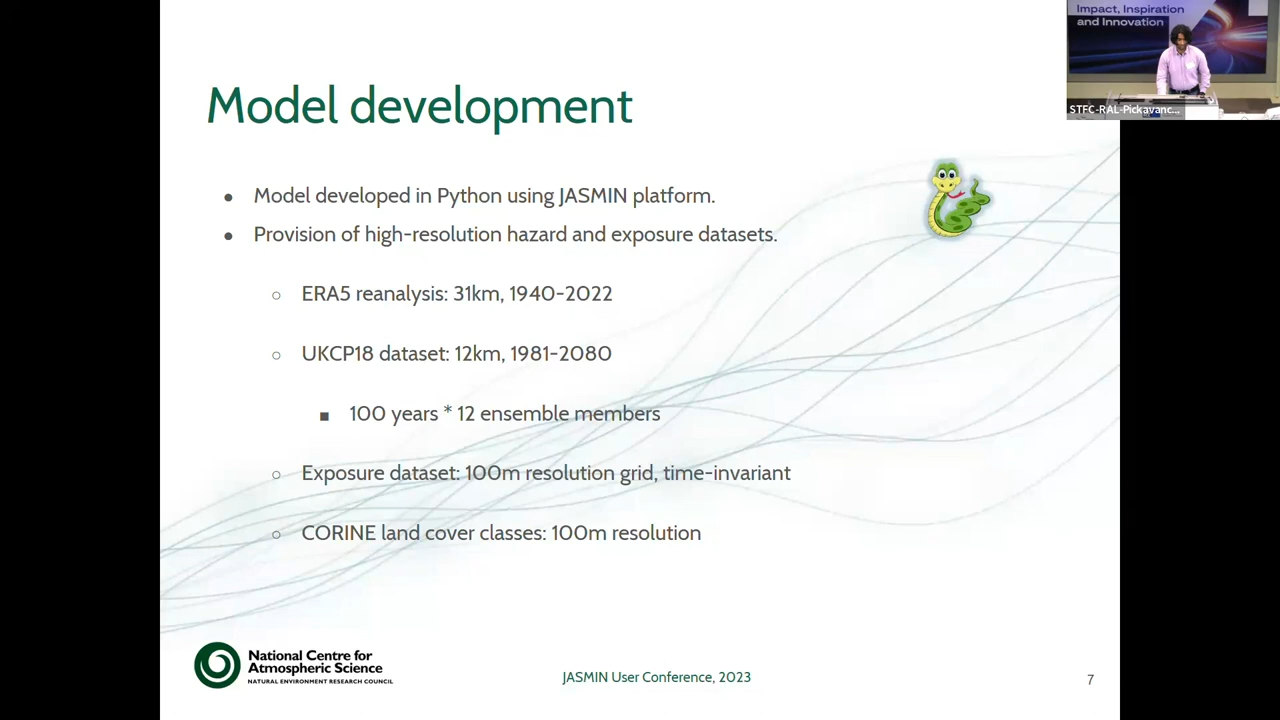 Impact, Inspiration
and Innovation
STFC-RAL-Pickavanc...
Model development
● Model developed in Python using JASMIN platform.
● Provision of high-resolution hazard and exposure datasets.
○ ERA5 reanalysis: 31km, 1940-2022
○ UKCP18 dataset: 12km, 1981-2080
■ 100 years * 12 ensemble members
○ Exposure dataset: 100m resolution grid, time-invariant
○ CORINE land cover classes: 100m resolution
National Centre for
Atmospheric Science
NATURAL ENVIRONMENT RESEARCH COUNCIL
JASMIN User Conference, 2023
7